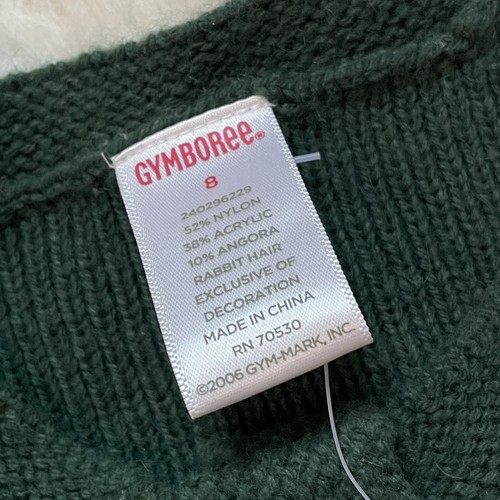 GYMBORee®
8
240296229
52% NYLON
38% ACRYLIC
10% ANGORA
RABBIT HAIR
EXCLUSIVE OF
DECORATION
MADE IN CHINA
RN 70530
©2006 GYM-MARK, INC.